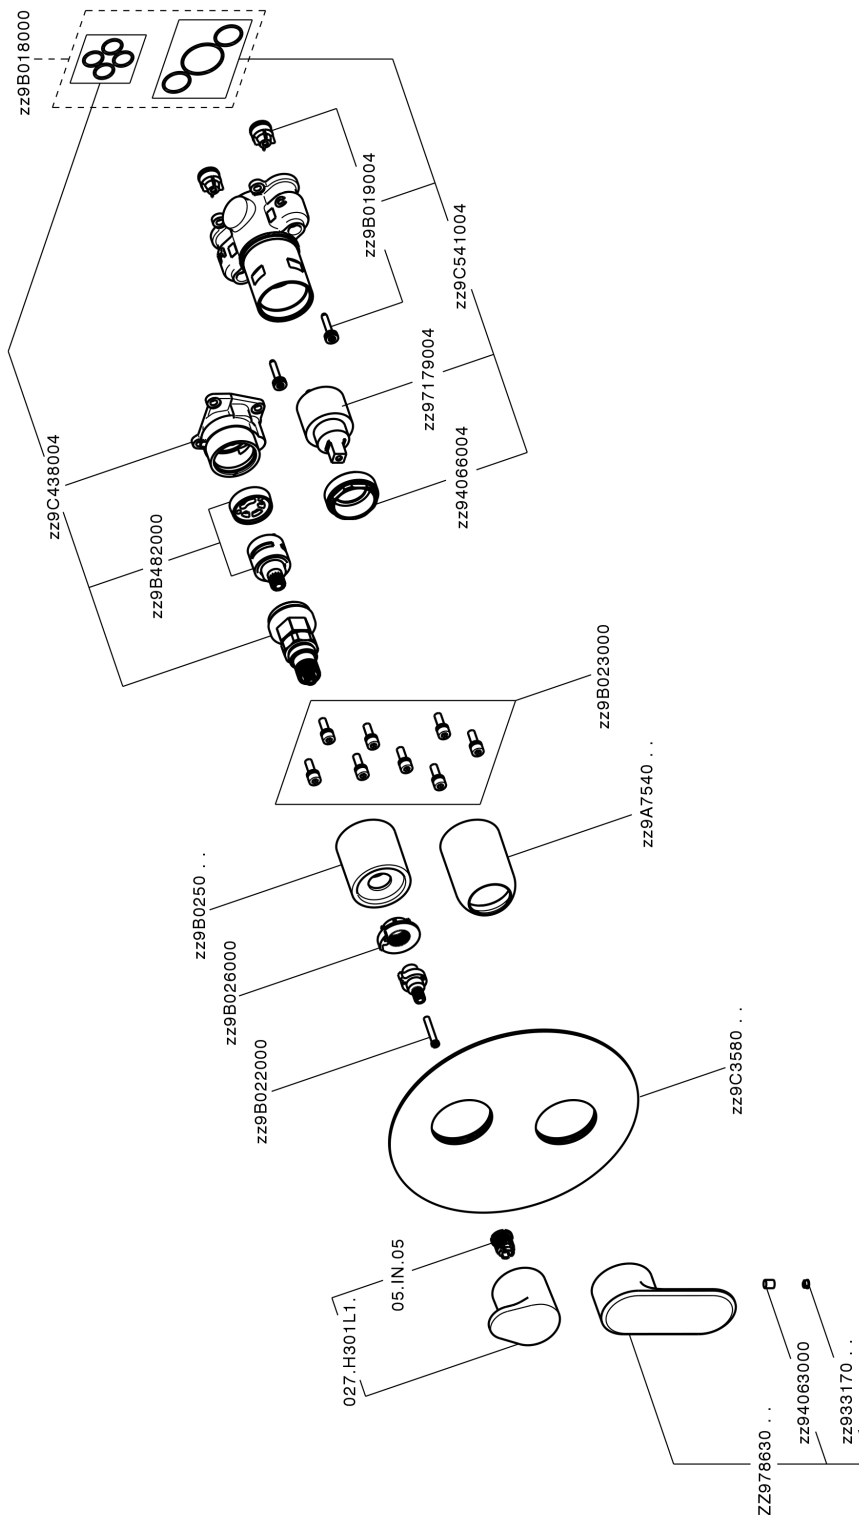 zz9B018000
zz9B019004
zz9C541004
zz97179004
zz94066004
zz9C438004
zz9B482000
zz9B023000
zz9A7540 . .
zz9B0250 . .
zz9B026000
zz9B022000
zz9C3580 . .
05.IN.05
027.H301L1.
zz94063000
zz933170 . .
ZZ978630 . .